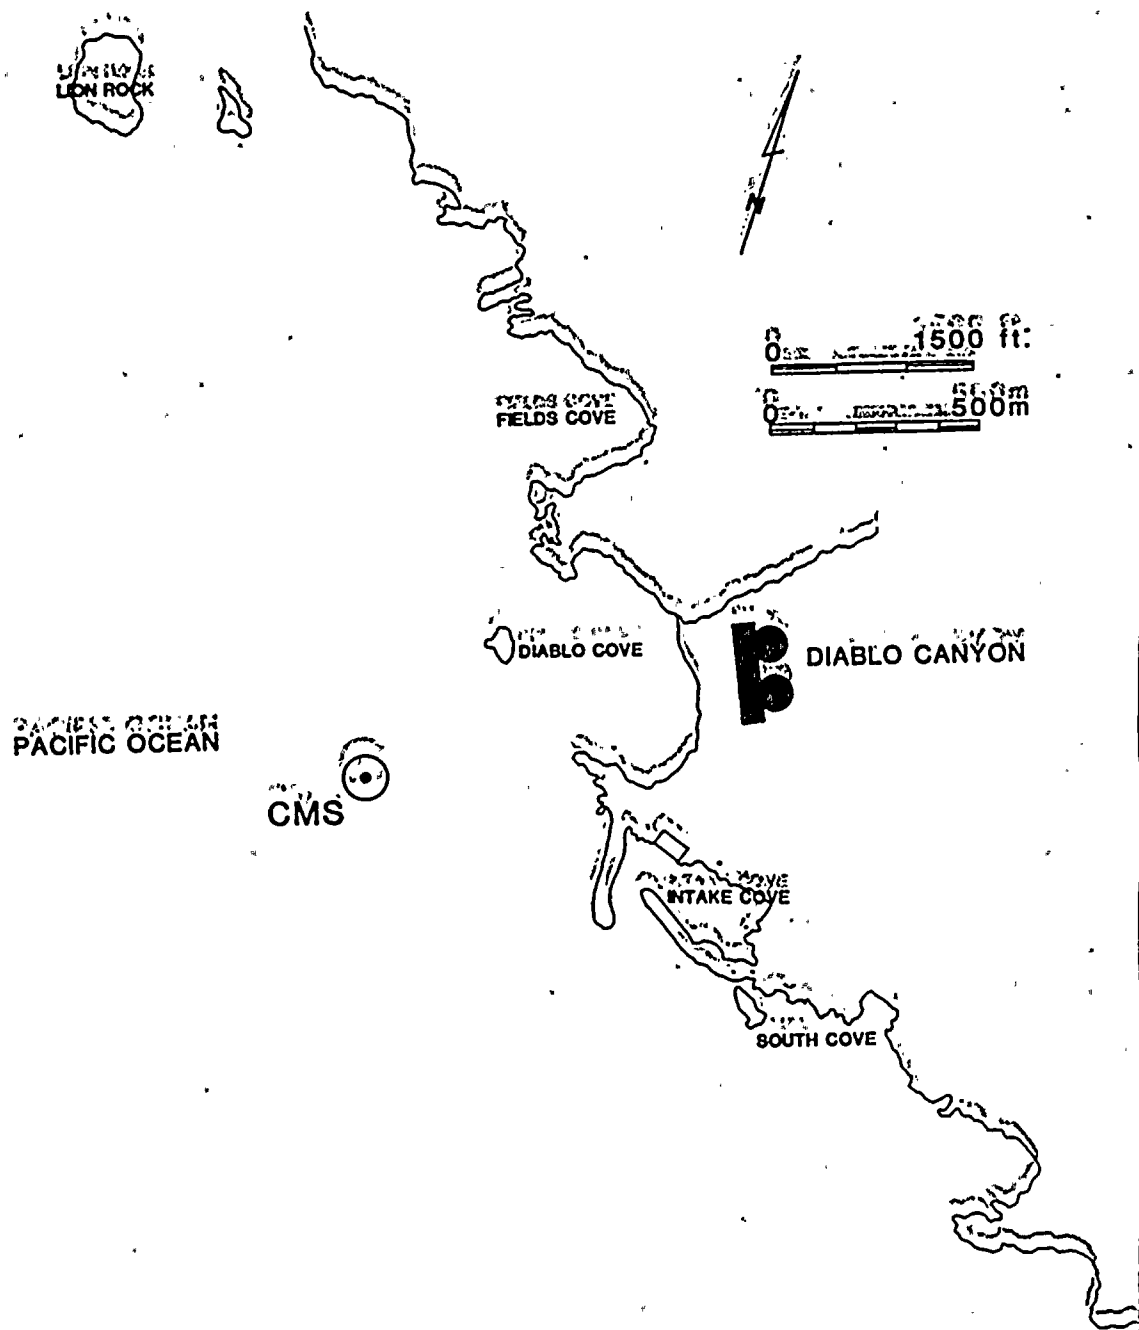 LION ROCK
N
0 1500 ft.
0 500m
FIELDS COVE
DIABLO COVE
DIABLO CANYON
PACIFIC OCEAN
CMS
INTAKE COVE
SOUTH COVE